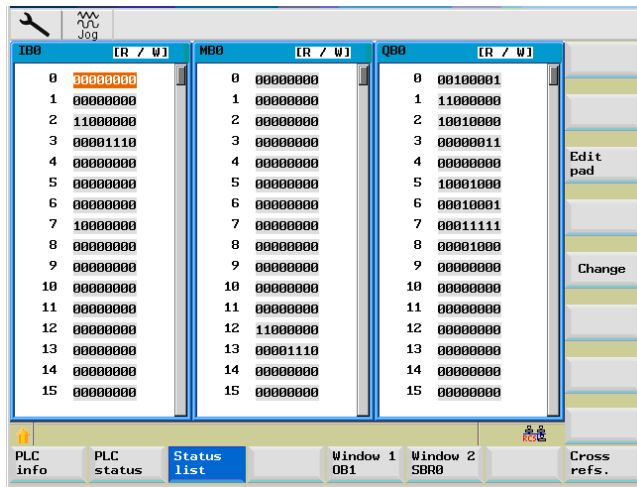 Jog
IB0 [R / W] MB0 [R / W] QB0 [R / W]
0 00000000 0 00000000 0 00100001
1 00000000 1 00000000 1 11000000
2 11000000 2 00000000 2 10010000
3 00001110 3 00000000 3 00000011
4 00000000 4 00000000 4 00000000
5 00000000 5 00000000 5 10001000
6 00000000 6 00000000 6 00010001
7 10000000 7 00000000 7 00011111
8 00000000 8 00000000 8 00001000
9 00000000 9 00000000 9 00000000
10 00000000 10 00000000 10 00000000
11 00000000 11 00000000 11 00000000
12 00000000 12 11000000 12 00000000
13 00000000 13 00001110 13 00000000
14 00000000 14 00000000 14 00000000
15 00000000 15 00000000 15 00000000
Edit
pad
Change
RCS
PLC info
PLC status
Status list
Window 1 OB1
Window 2 SBR0
Cross refs.